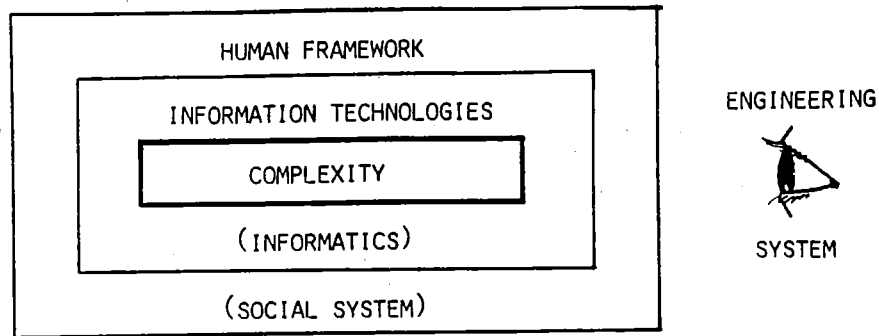 HUMAN FRAMEWORK
INFORMATION TECHNOLOGIES
COMPLEXITY
(INFORMATICS)
(SOCIAL SYSTEM)
ENGINEERING
SYSTEM